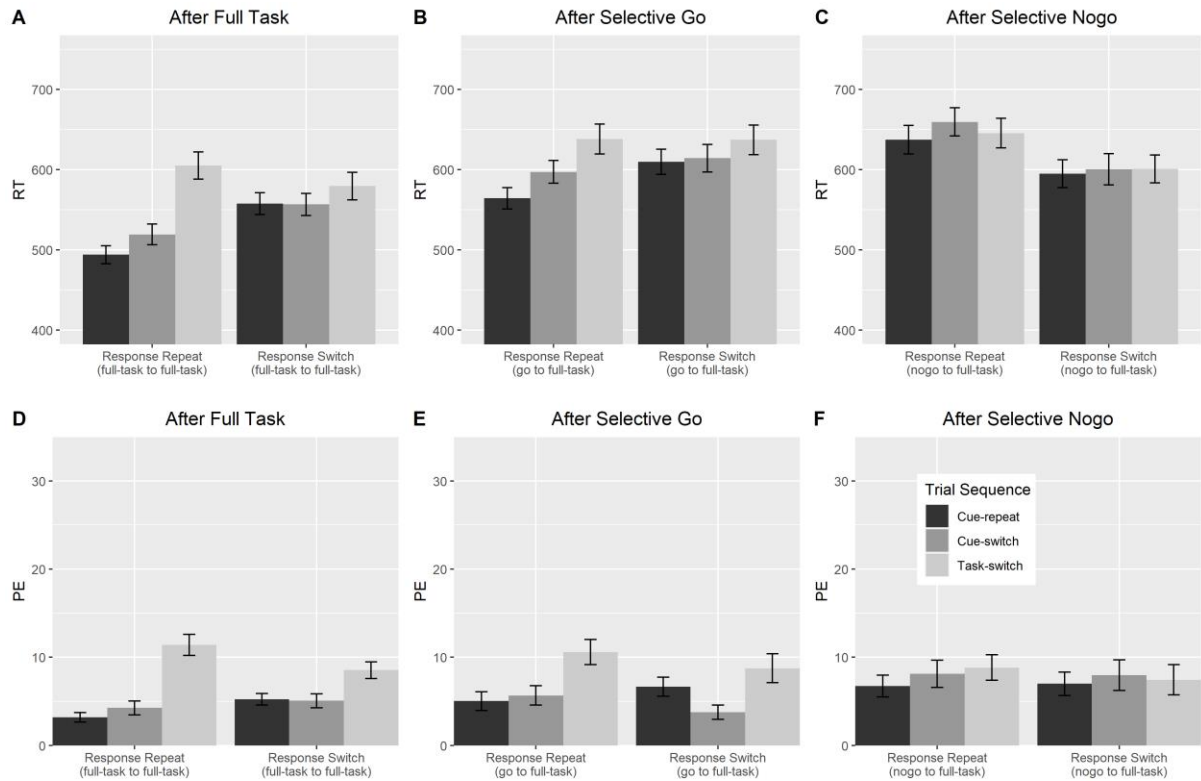 A
After Full Task
RT
700
600
500
400
Response Repeat
(full-task to full-task)
Response Switch
(full-task to full-task)
B
After Selective Go
RT
700
600
500
400
Response Repeat
(go to full-task)
Response Switch
(go to full-task)
C
After Selective Nogo
RT
700
600
500
400
Response Repeat
(nogo to full-task)
Response Switch
(nogo to full-task)
D
After Full Task
PE
30
20
10
0
Response Repeat
(full-task to full-task)
Response Switch
(full-task to full-task)
E
After Selective Go
PE
30
20
10
0
Response Repeat
(go to full-task)
Response Switch
(go to full-task)
F
After Selective Nogo
PE
30
20
10
0
Trial Sequence
Cue-repeat
Cue-switch
Task-switch
Response Repeat
(nogo to full-task)
Response Switch
(nogo to full-task)